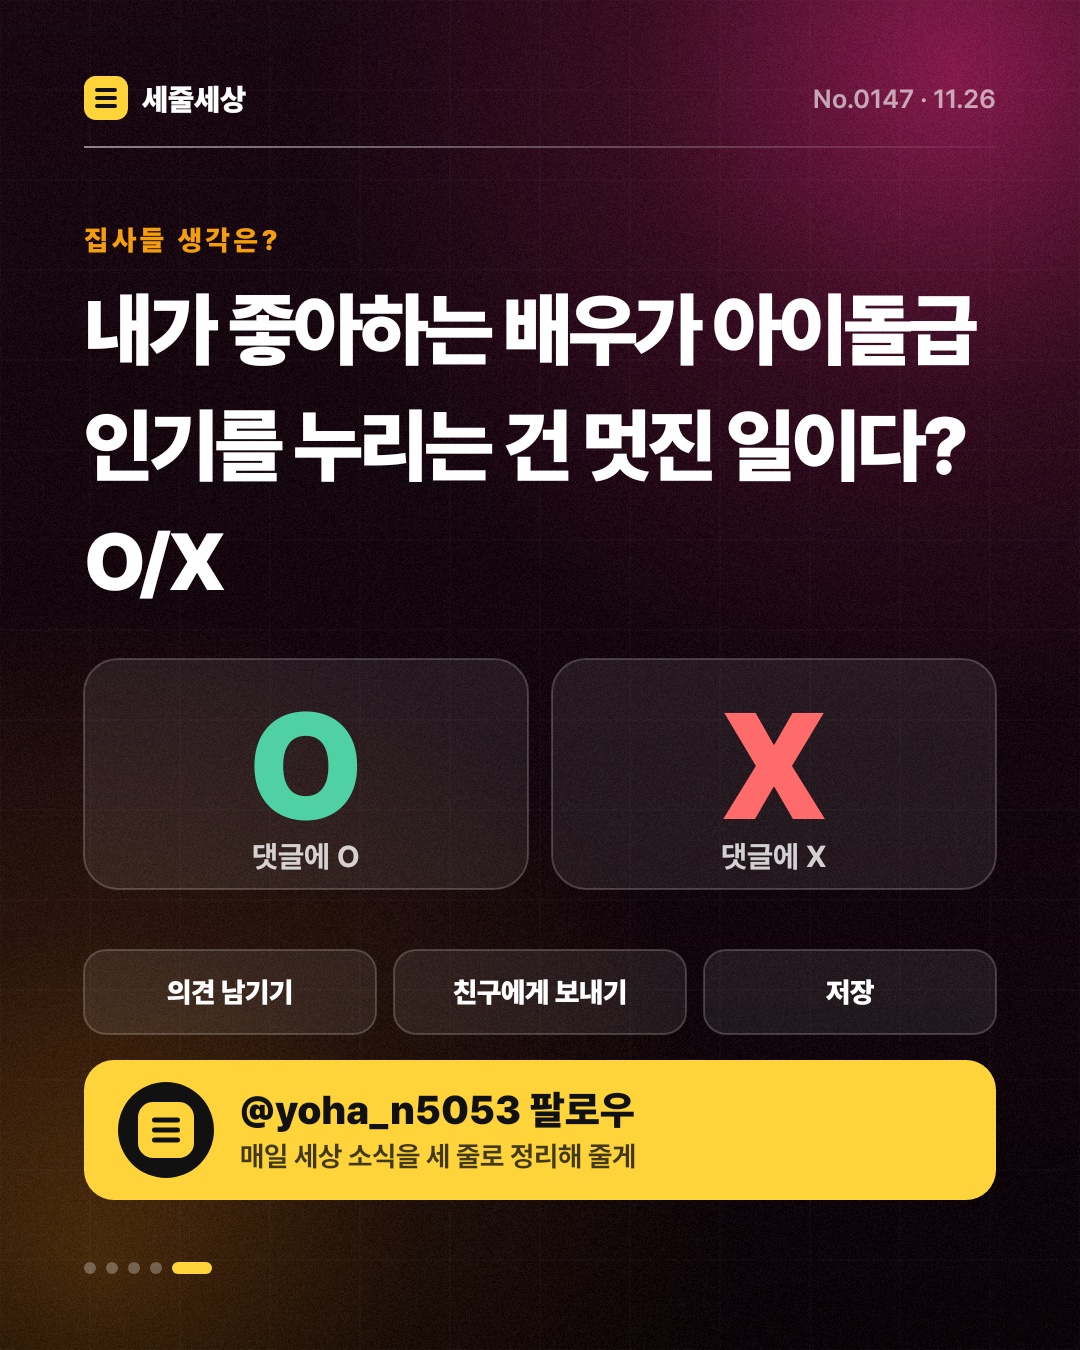 세줄세상
No.0147 · 11.26
집사들 생각은?
내가 좋아하는 배우가 아이돌급
인기를 누리는 건 멋진 일이다?
O/X
O
댓글에 O
X
댓글에 X
의견 남기기
친구에게 보내기
저장
@yoha_n5053 팔로우
매일 세상 소식을 세 줄로 정리해 줄게